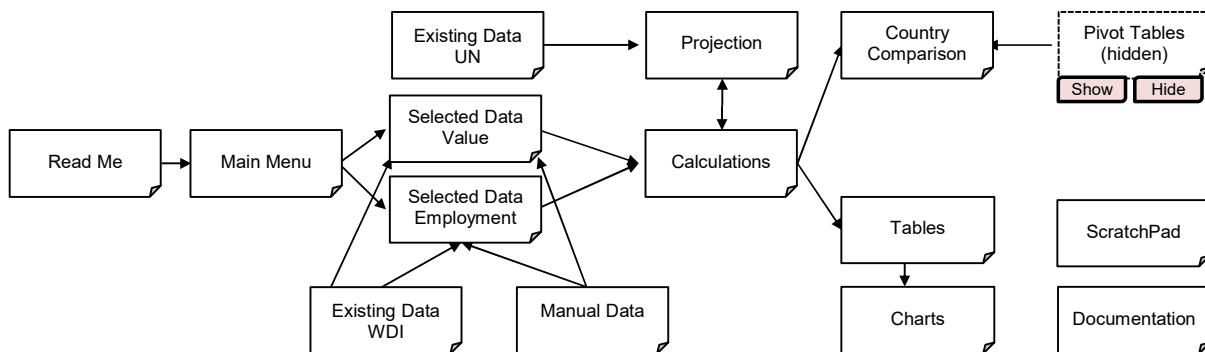 Existing Data
UN
Projection
Country
Comparison
Pivot Tables
(hidden)
Show
Hide
Read Me
Main Menu
Selected Data
Value
Selected Data
Employment
Calculations
Tables
ScratchPad
Existing Data
WDI
Manual Data
Charts
Documentation